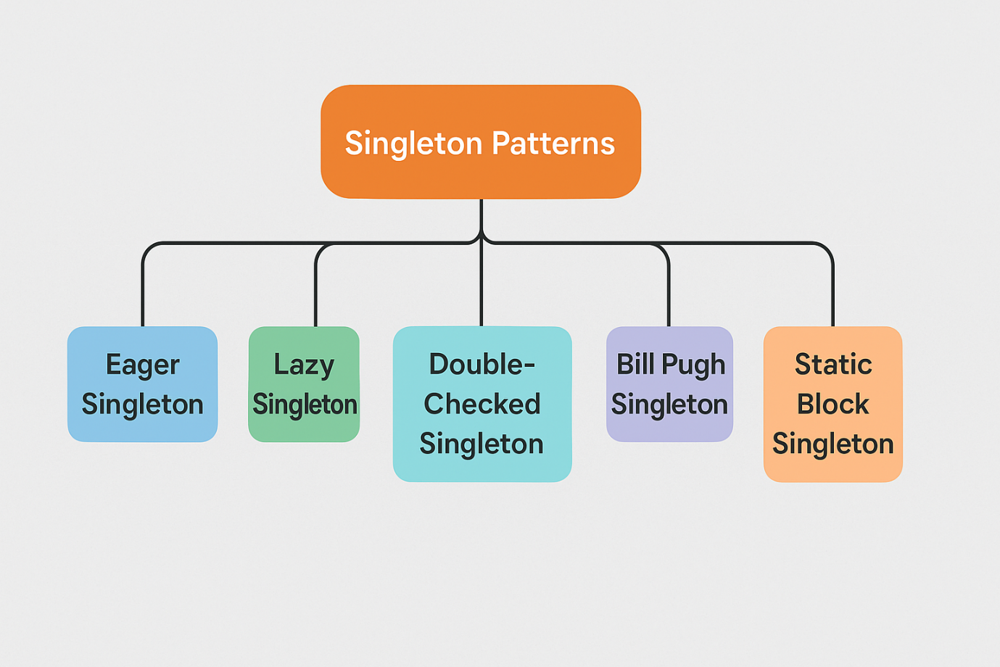 Singleton Patterns
Eager
Singleton
Lazy
Singleton
Double-
Checked
Singleton
Bill Pugh
Singleton
Static
Block
Singleton